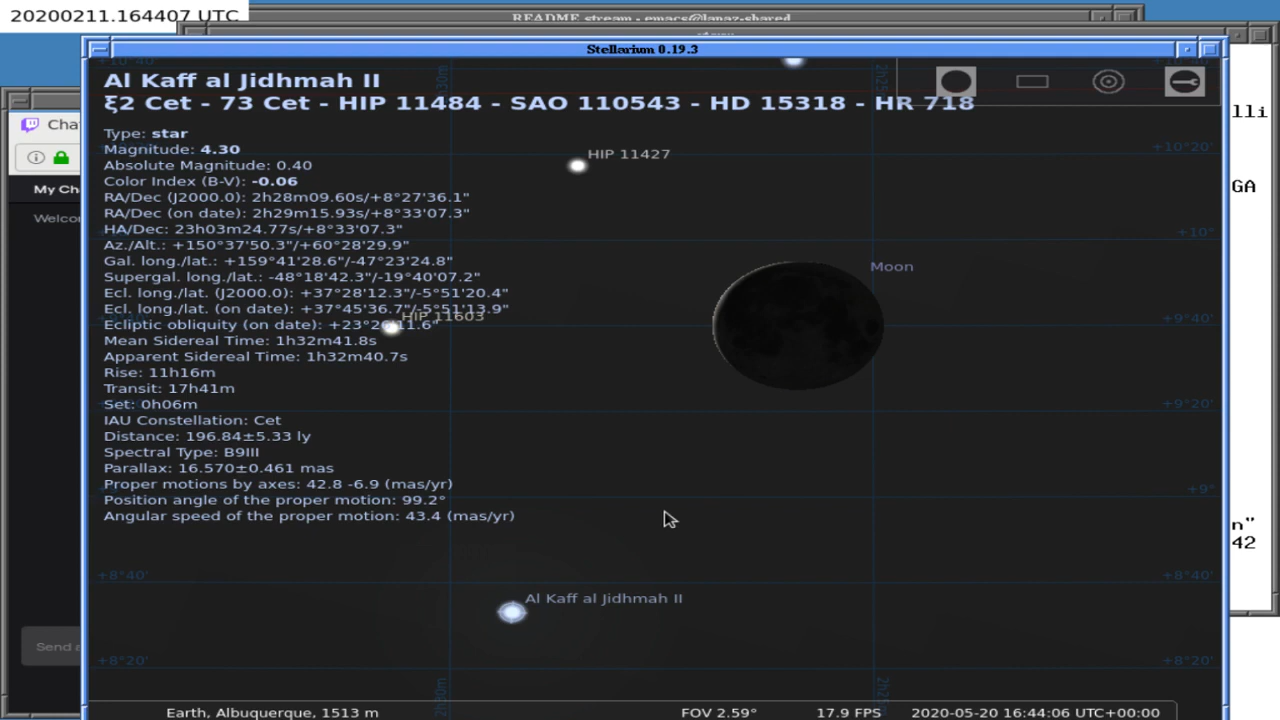 20200211.164407 UTC
README stream - emacs@lapaz-shared
Stellarium 0.19.3
Al Kaff al Jidhmah II
ξ2 Cet - 73 Cet - HIP 11484 - SAO 110543 - HD 15318 - HR 718
Type: star
Magnitude: 4.30
Absolute Magnitude: 0.40
Color Index (B-V): -0.06
RA/Dec (J2000.0): 2h28m09.60s/+8°27'36.1"
RA/Dec (on date): 2h29m15.93s/+8°33'07.3"
HA/Dec: 23h03m24.77s/+8°33'07.3"
Az./Alt.: +150°37'50.3"/+60°28'29.9"
Gal. long./lat.: +159°41'28.6"/-47°23'24.8"
Supergal. long./lat.: -48°18'42.3"/-19°40'07.2"
Ecl. long./lat. (J2000.0): +37°28'12.3"/-5°51'20.4"
Ecl. long./lat. (on date): +37°45'36.7"/-5°51'13.9"
Ecliptic obliquity (on date): +23°26'11.6"
Mean Sidereal Time: 1h32m41.8s
Apparent Sidereal Time: 1h32m40.7s
Rise: 11h16m
Transit: 17h41m
Set: 0h06m
IAU Constellation: Cet
Distance: 196.84±5.33 ly
Spectral Type: B9III
Parallax: 16.570±0.461 mas
Proper motions by axes: 42.8 -6.9 (mas/yr)
Position angle of the proper motion: 99.2°
Angular speed of the proper motion: 43.4 (mas/yr)
HIP 11427
Moon
HIP 11603
Al Kaff al Jidhmah II
+10°20'
+10°
+9°40'
+9°20'
+9°
+8°40'
+8°40'
+8°20'
+8°20'
2h30m
Cha
My Ch
Welco
Send a
lli
GA
n"
42
Earth, Albuquerque, 1513 m
FOV 2.59°
17.9 FPS
2020-05-20 16:44:06 UTC+00:00